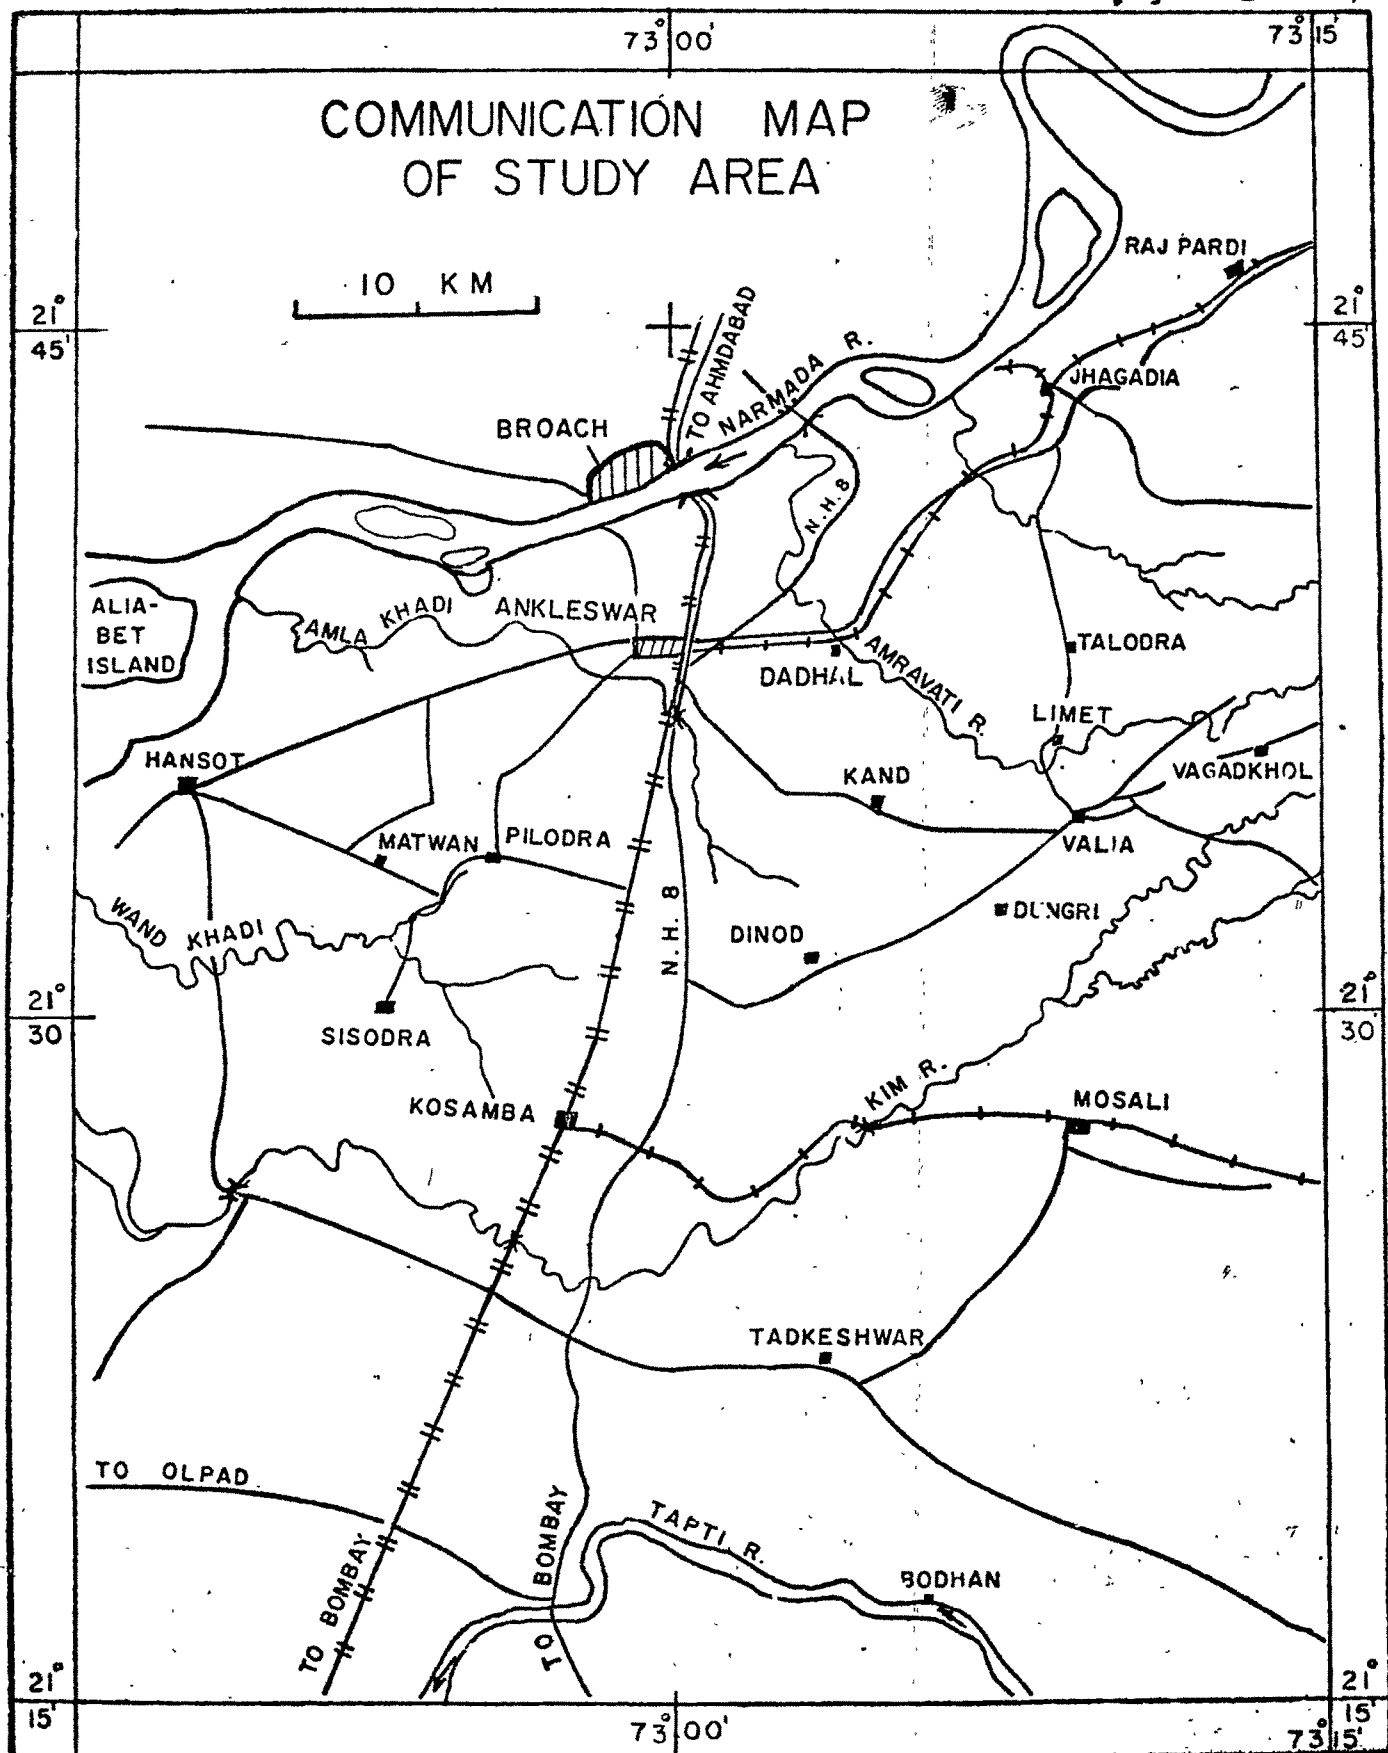 73°00'
73°15'
COMMUNICATION MAP
OF STUDY AREA
RAJ PARDI
10 KM
21°
45'
21°
45'
TO AHMDABAD
NARMADA R.
JHAGADIA
BROACH
N.H.8
ALIA-
BET
ISLAND
AMLA KHADI
ANKLESWAR
TALODRA
DADHAL
AMRAVATI R.
LIMET
HANSOT
KAND
VAGADKHOL
MATWAN
PILODRA
VALIA
WAND KHADI
N.H. 8
DINOD
DUNGRI
21°
30'
21°
30'
SISODRA
KIM R.
KOSAMBA
MOSALI
TADKESHWAR
TO OLPAD
TO BOMBAY
TO BOMBAY
TAPTI R.
BODHAN
21°
15'
21°
15'
73°00'
73°15'